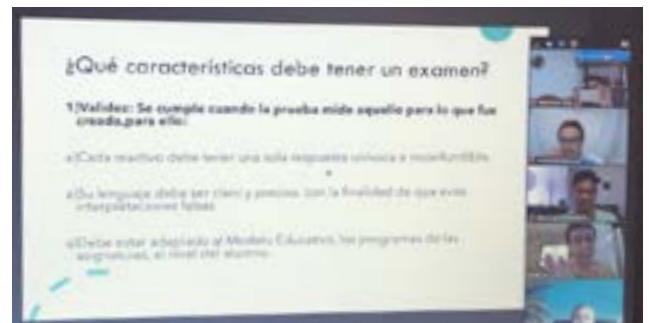 ¿Qué características debe tener un examen?
1)Validez: Se cumple cuando la prueba mide aquello para lo que fue
creada,para ello:
a)Cada reactivo debe tener una sola respuesta unívoca e inconfundible.
Su lenguaje debe ser claro y preciso, con la finalidad de que evite
interpretaciones falsas
Debe estar adaptado al Modelo Educativo, los programas de las
asignaturas, al nivel del alumno.